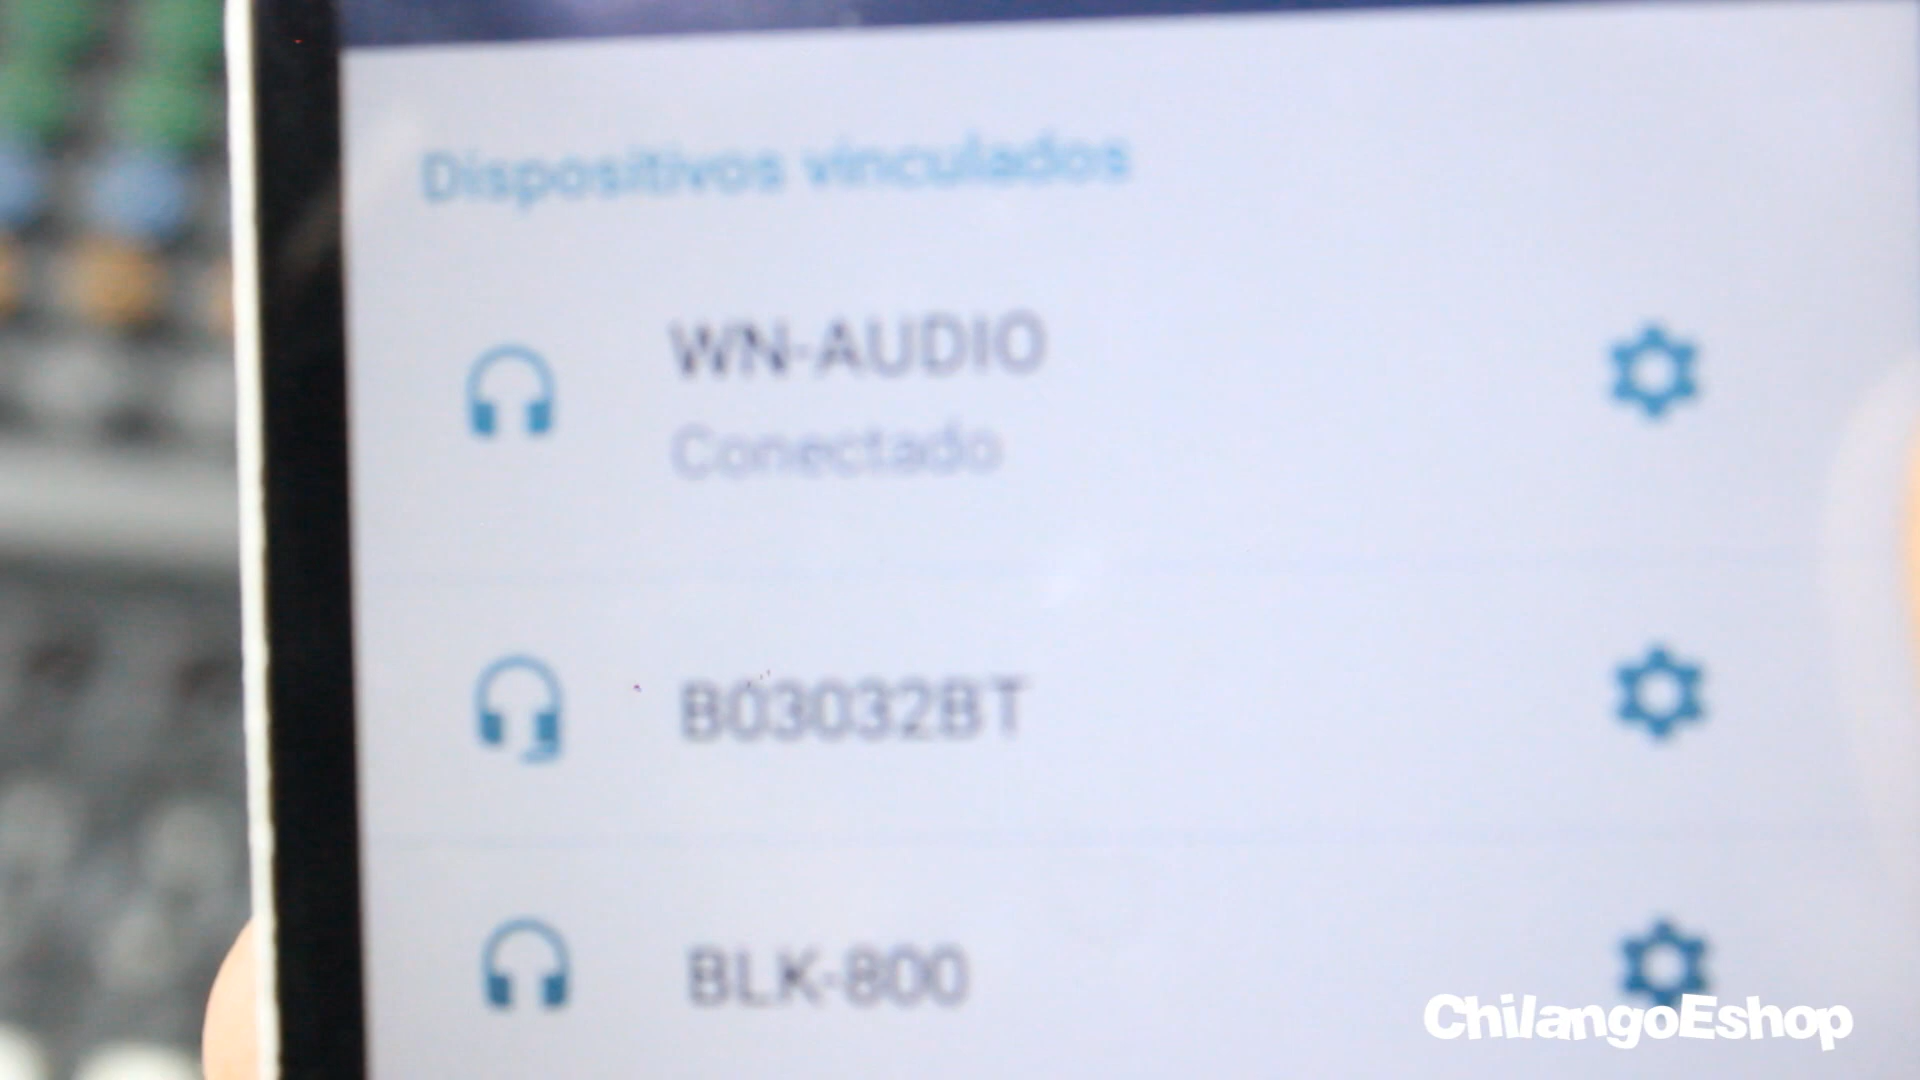 Dispositivos vinculados
WN-AUDIO
Conectado
B03032BT
BLK-800
ChilangoEshop